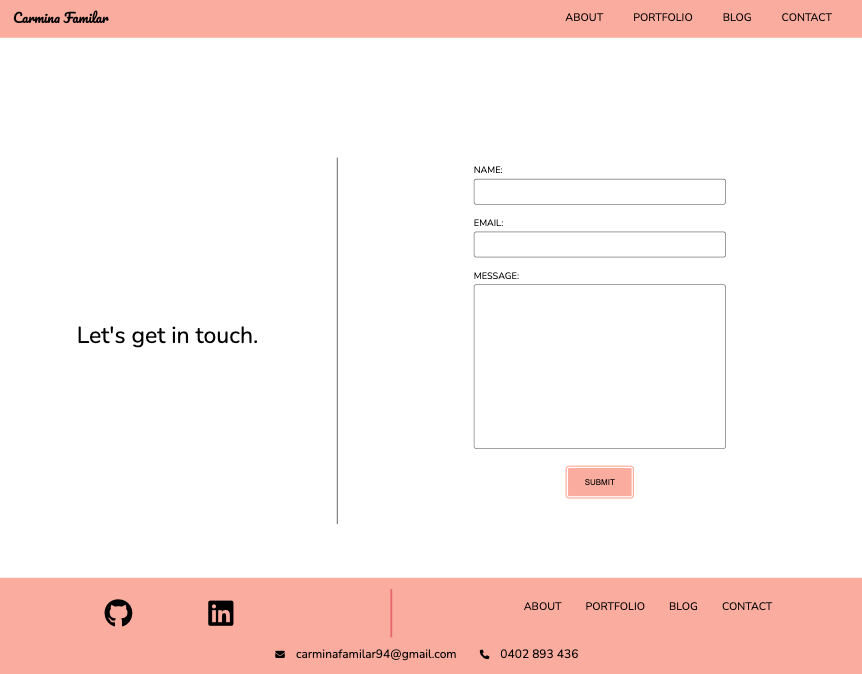 Carmina Familar
ABOUT PORTFOLIO BLOG CONTACT
Let's get in touch.
NAME:
EMAIL:
MESSAGE:
SUBMIT
ABOUT PORTFOLIO BLOG CONTACT
carminafamilar94@gmail.com 0402 893 436